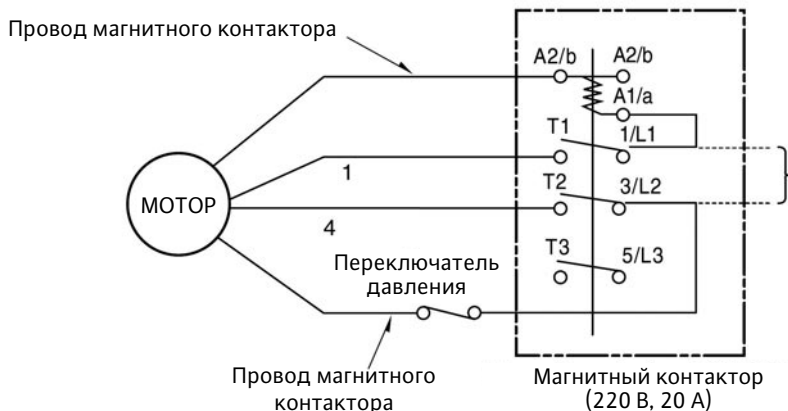 Провод магнитного контактора
A2/b
A2/b
A1/a
T1
1/L1
1
T2
3/L2
МОТОР
4
T3
5/L3
Переключатель
давления
Провод магнитного
контактора
Магнитный контактор
(220 В, 20 А)